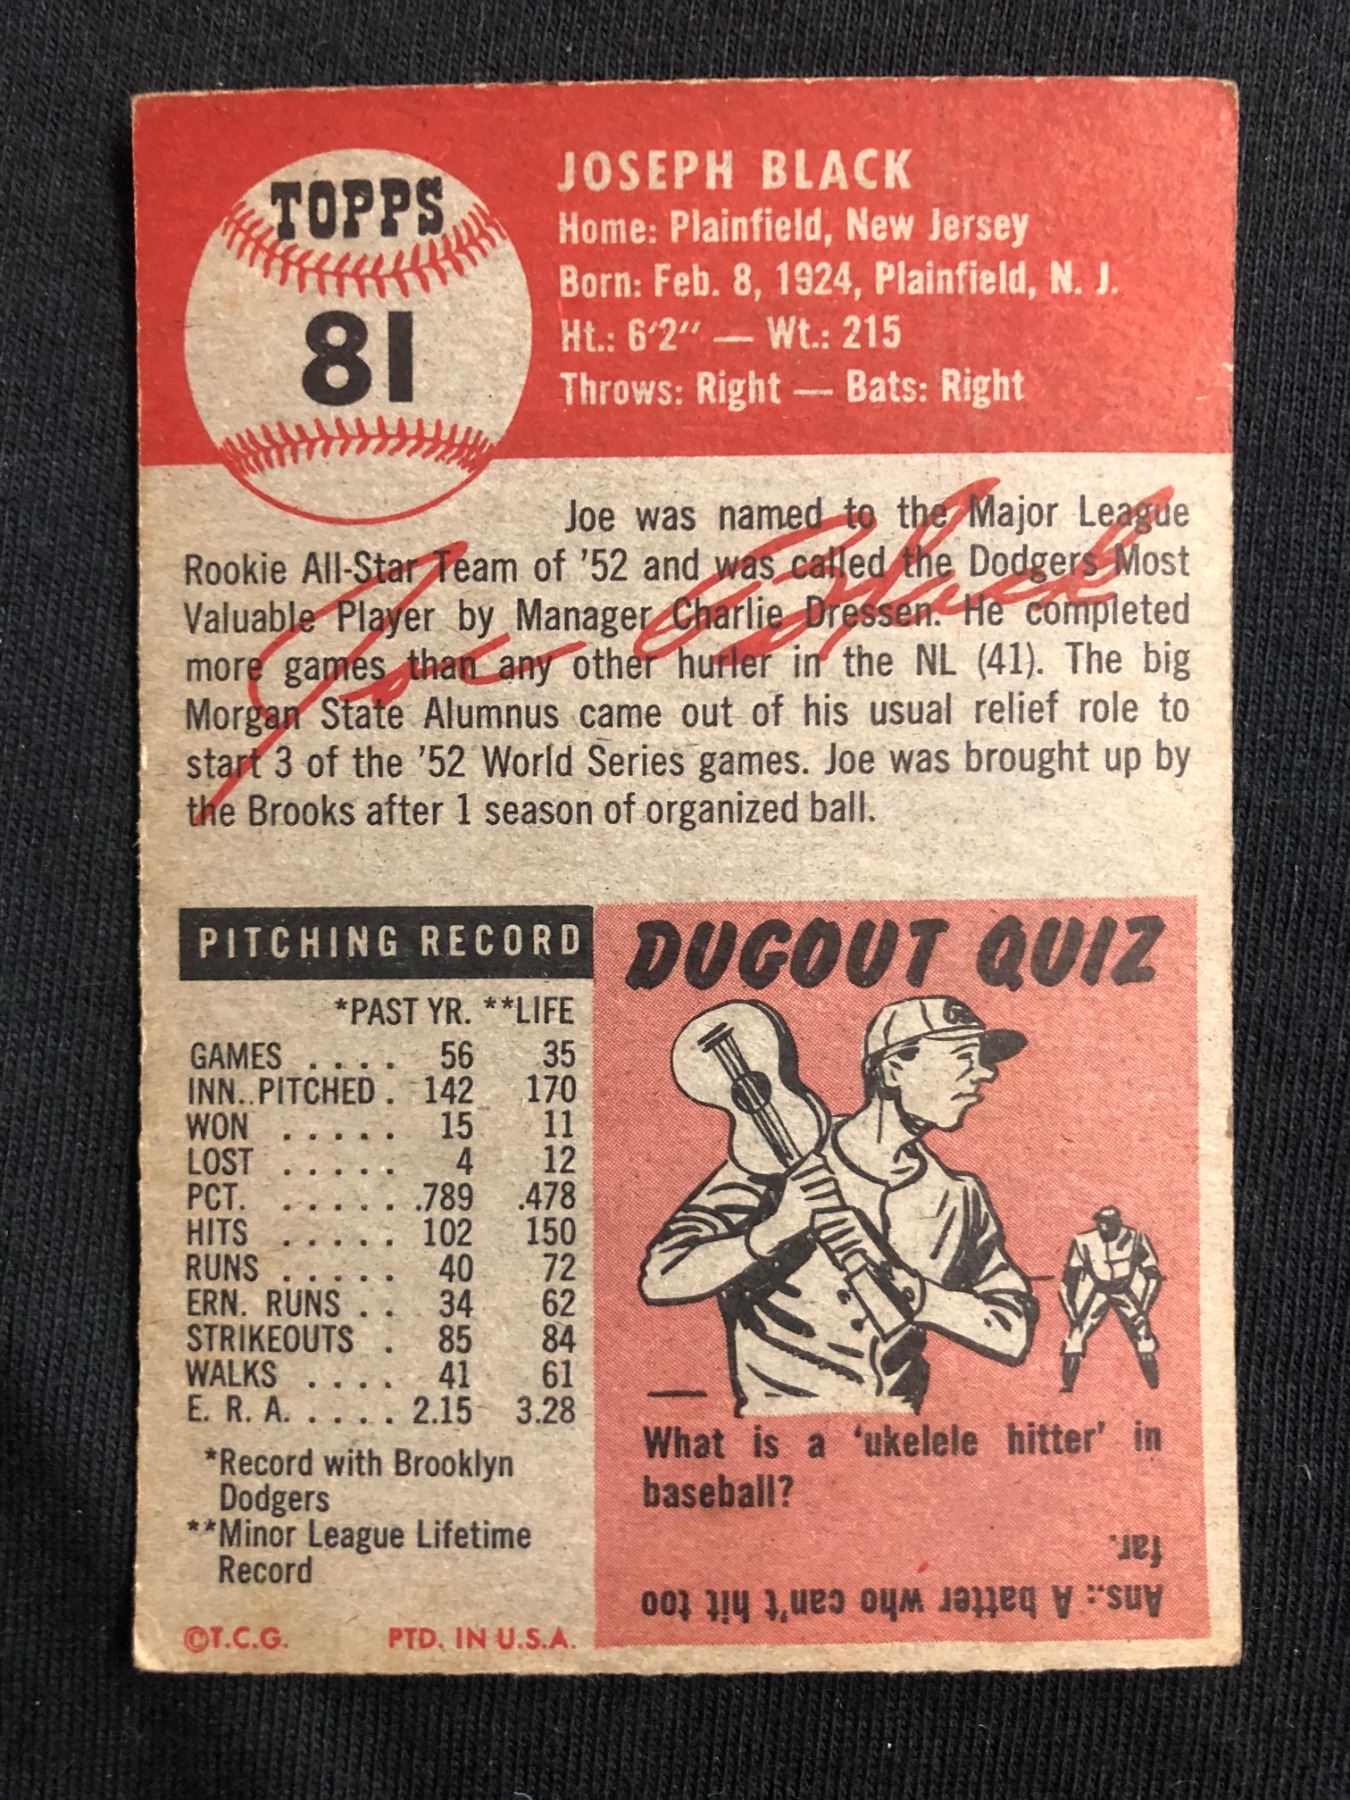 TOPPS
81
JOSEPH BLACK
Home: Plainfield, New Jersey
Born: Feb. 8, 1924, Plainfield, N. J.
Ht.: 6'2" — Wt.: 215
Throws: Right — Bats: Right
Joe was named to the Major League
Rookie All-Star Team of '52 and was called the Dodgers Most
Valuable Player by Manager Charlie Dressen. He completed
more games than any other hurler in the NL (41). The big
Morgan State Alumnus came out of his usual relief role to
start 3 of the '52 World Series games. Joe was brought up by
the Brooks after 1 season of organized ball.
Joe Black
PITCHING RECORD
*PAST YR. **LIFE
GAMES . . . . 56 35
INN. PITCHED . 142 170
WON . . . . . 15 11
LOST . . . . . 4 12
PCT. . . . . . .789 .478
HITS . . . . . 102 150
RUNS . . . . . 40 72
ERN. RUNS . . 34 62
STRIKEOUTS . 85 84
WALKS . . . . 41 61
E. R. A. . . . . 2.15 3.28
*Record with Brooklyn
Dodgers
**Minor League Lifetime
Record
©T.C.G. PTD. IN U.S.A.
DUGOUT QUIZ
What is a 'ukelele hitter' in
baseball?
Ans.: A batter who can't hit too
far.